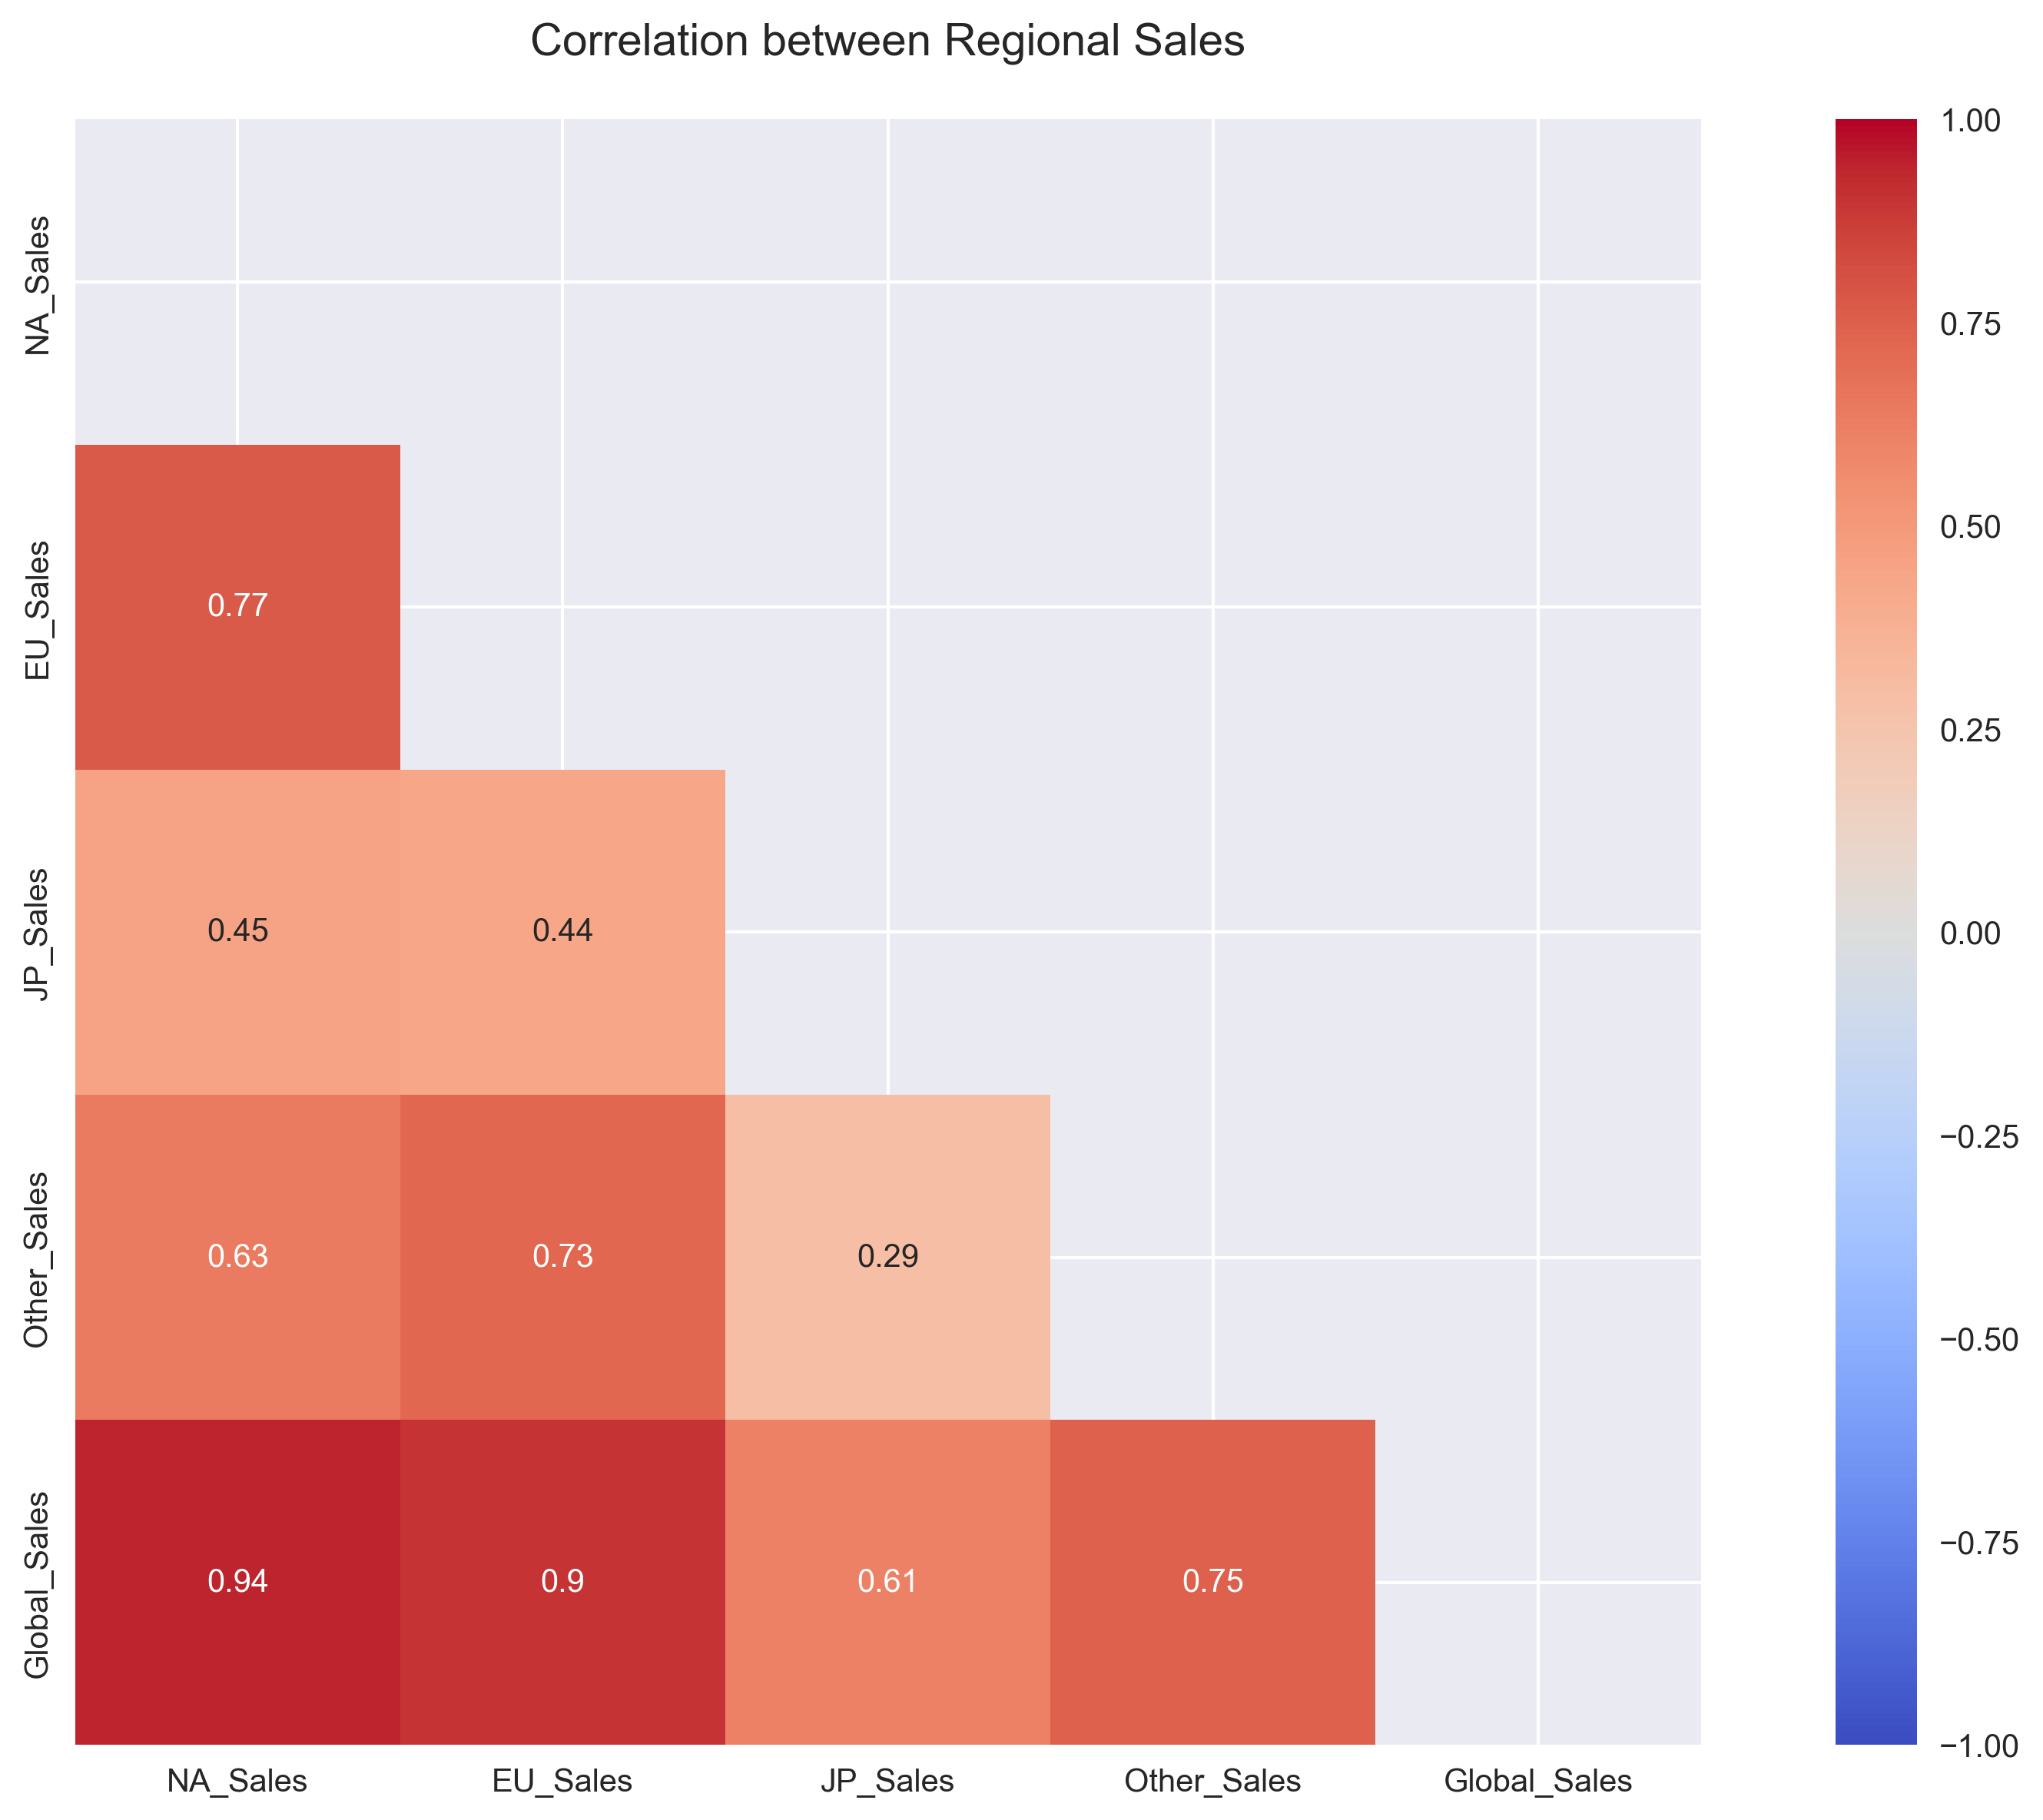 Correlation between Regional Sales
1.00
NA_Sales
0.75
EU_Sales
0.77
0.50
0.25
JP_Sales
0.45 0.44
0.00
−0.25
Other_Sales
0.63 0.73 0.29
−0.50
−0.75
Global_Sales
0.94 0.9 0.61 0.75
−1.00
NA_Sales EU_Sales JP_Sales Other_Sales Global_Sales